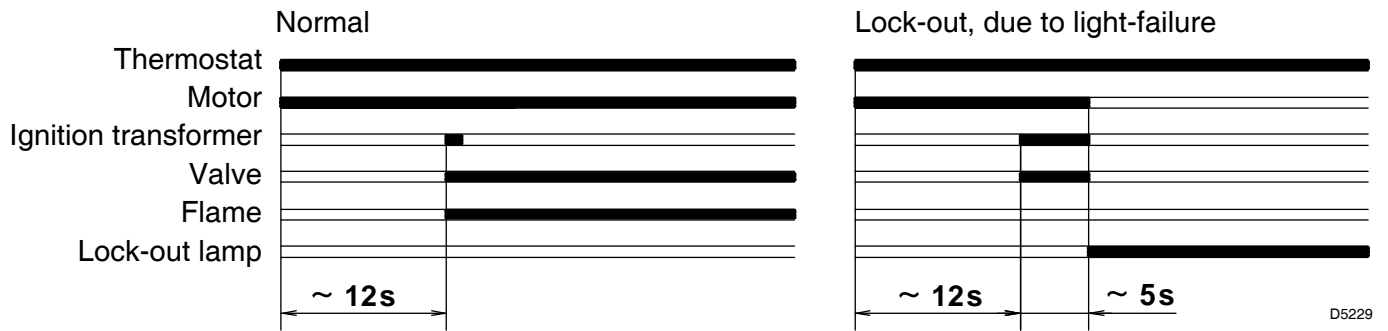 Normal
Lock-out, due to light-failure
Thermostat
Motor
Ignition transformer
Valve
Flame
Lock-out lamp
~ 12s
~ 12s
~ 5s
D5229